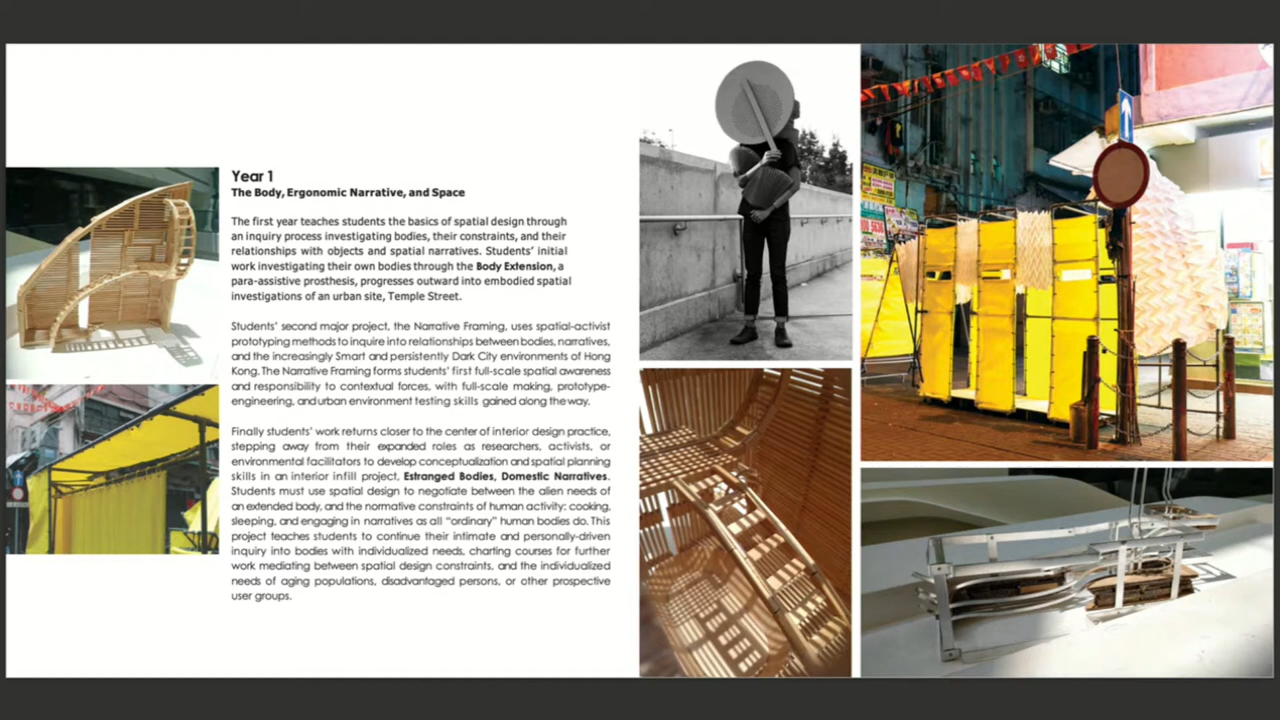 Year 1
The Body, Ergonomic Narrative, and Space
The first year teaches students the basics of spatial design through
an inquiry process investigating bodies, their constraints, and their
relationships with objects and spatial narratives. Students' initial
work investigating their own bodies through the Body Extension, a
para-assistive prosthesis, progresses outward into embodied spatial
investigations of an urban site, Temple Street.
Students' second major project, the Narrative Framing, uses spatial-activist
prototyping methods to inquire into relationships between bodies, narratives,
and the increasingly Smart and persistently Dark City environments of Hong
Kong. The Narrative Framing forms students' first full-scale spatial awareness
and responsibility to contextual forces, with full-scale making, prototype-
engineering, and urban environment testing skills gained along the way.
Finally students' work returns closer to the center of interior design practice,
stepping away from their expanded roles as researchers, activists, or
environmental facilitators to develop conceptualization and spatial planning
skills in an interior infill project, Estranged Bodies, Domestic Narratives.
Students must use spatial design to negotiate between the alien needs of
an extended body, and the normative constraints of human activity: cooking,
sleeping, and engaging in narratives as all “ordinary” human bodies do. This
project teaches students to continue their intimate and personally-driven
inquiry into bodies with individualized needs, charting courses for further
work mediating between spatial design constraints, and the individualized
needs of aging populations, disadvantaged persons, or other prospective
user groups.